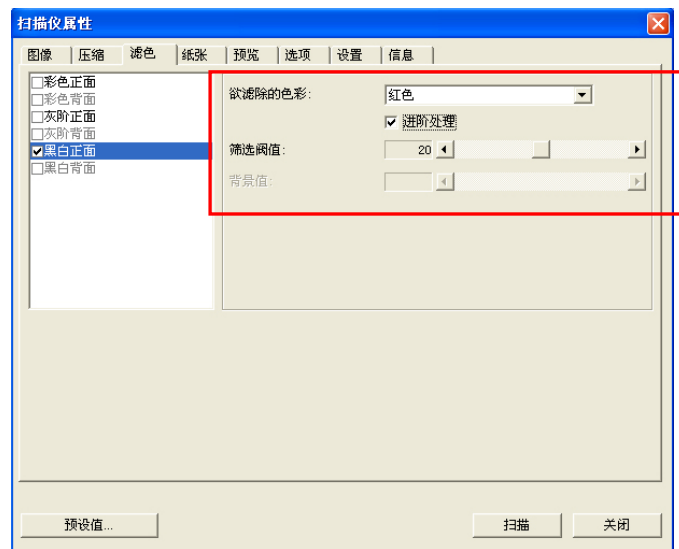 扫描仪属性
图像 压缩 滤色 纸张 预览 选项 设置 信息
彩色正面
彩色背面
灰阶正面
灰阶背面
黑白正面
黑白背面
欲滤除的色彩: 红色
进阶处理
筛选阀值: 20
背景值:
预设值... 扫描 关闭